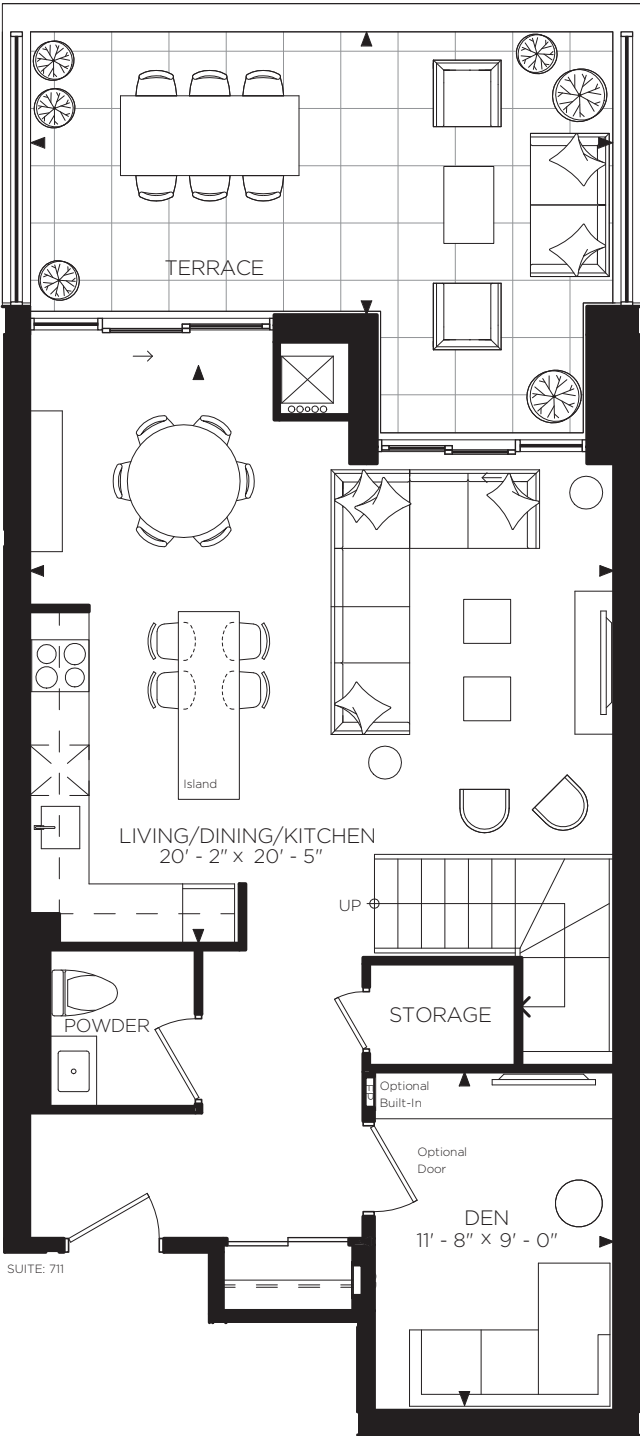 TERRACE
Island
LIVING/DINING/KITCHEN
20' - 2" x 20' - 5"
UP
STORAGE
POWDER
Optional
Built-In
Optional
Door
DEN
11' - 8" x 9' - 0"
SUITE: 711